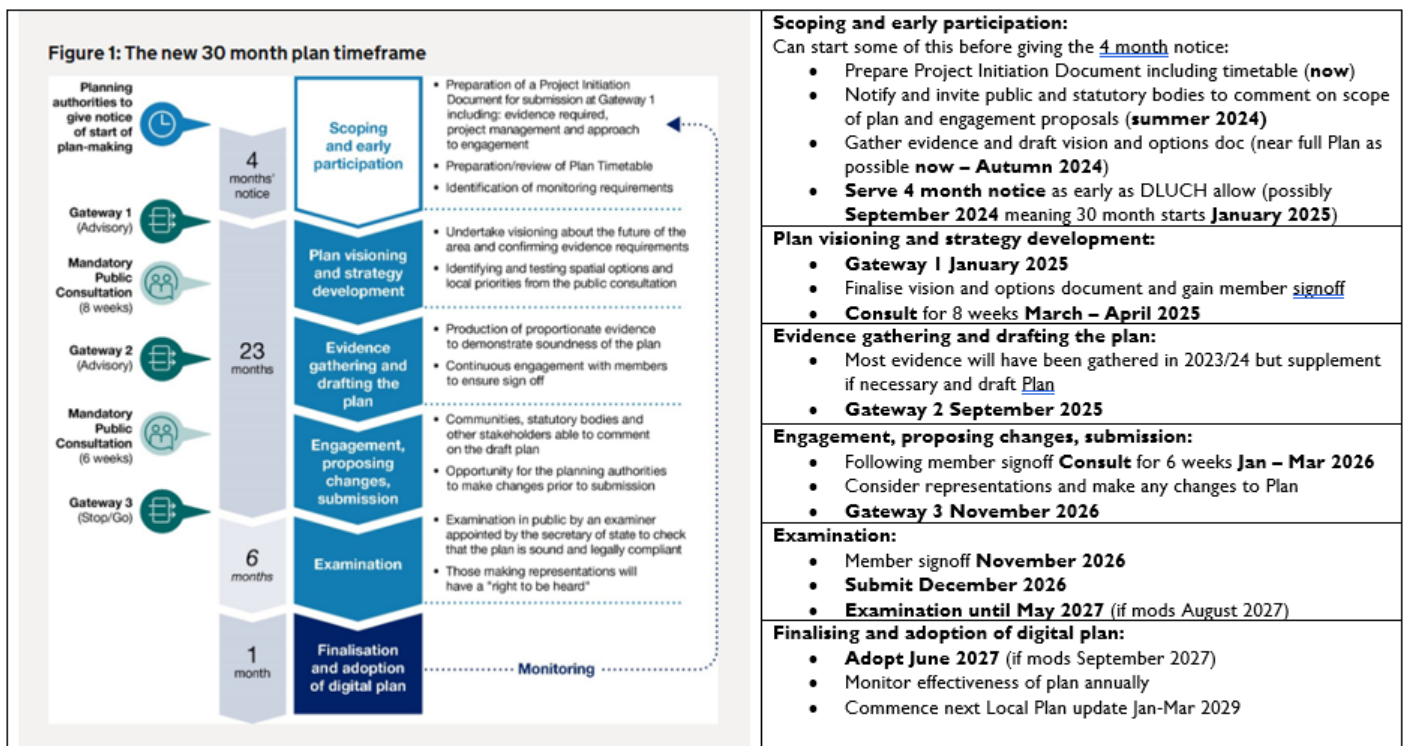 Figure 1: The new 30 month plan timeframe
Planning
authorities to
give notice
of start of
plan-making
4
months'
notice
Gateway 1
(Advisory)
Mandatory
Public
Consultation
(8 weeks)
Gateway 2
(Advisory)
23
months
Mandatory
Public
Consultation
(6 weeks)
Gateway 3
(Stop/Go)
6
months
1
month
Scoping
and early
participation
• Preparation of a Project Initiation
Document for submission at Gateway 1
including: evidence required,
project management and approach
to engagement
• Preparation/review of Plan Timetable
• Identification of monitoring requirements
Plan visioning
and strategy
development
• Undertake visioning about the future of the
area and confirming evidence requirements
• Identifying and testing spatial options and
local priorities from the public consultation
Evidence
gathering and
drafting the
plan
• Production of proportionate evidence
to demonstrate soundness of the plan
• Continuous engagement with members
to ensure sign off
Engagement,
proposing
changes,
submission
• Communities, statutory bodies and
other stakeholders able to comment
on the draft plan
• Opportunity for the planning authorities
to make changes prior to submission
Examination
• Examination in public by an examiner
appointed by the secretary of state to check
that the plan is sound and legally compliant
• Those making representations will
have a "right to be heard"
Finalisation
and adoption
of digital plan
Monitoring
Scoping and early participation:
Can start some of this before giving the 4 month notice:
• Prepare Project Initiation Document including timetable (now)
• Notify and invite public and statutory bodies to comment on scope
of plan and engagement proposals (summer 2024)
• Gather evidence and draft vision and options doc (near full Plan as
possible now – Autumn 2024)
• Serve 4 month notice as early as DLUCH allow (possibly
September 2024 meaning 30 month starts January 2025)
Plan visioning and strategy development:
• Gateway 1 January 2025
• Finalise vision and options document and gain member signoff
• Consult for 8 weeks March – April 2025
Evidence gathering and drafting the plan:
• Most evidence will have been gathered in 2023/24 but supplement
if necessary and draft Plan
• Gateway 2 September 2025
Engagement, proposing changes, submission:
• Following member signoff Consult for 6 weeks Jan – Mar 2026
• Consider representations and make any changes to Plan
• Gateway 3 November 2026
Examination:
• Member signoff November 2026
• Submit December 2026
• Examination until May 2027 (if mods August 2027)
Finalising and adoption of digital plan:
• Adopt June 2027 (if mods September 2027)
• Monitor effectiveness of plan annually
• Commence next Local Plan update Jan-Mar 2029